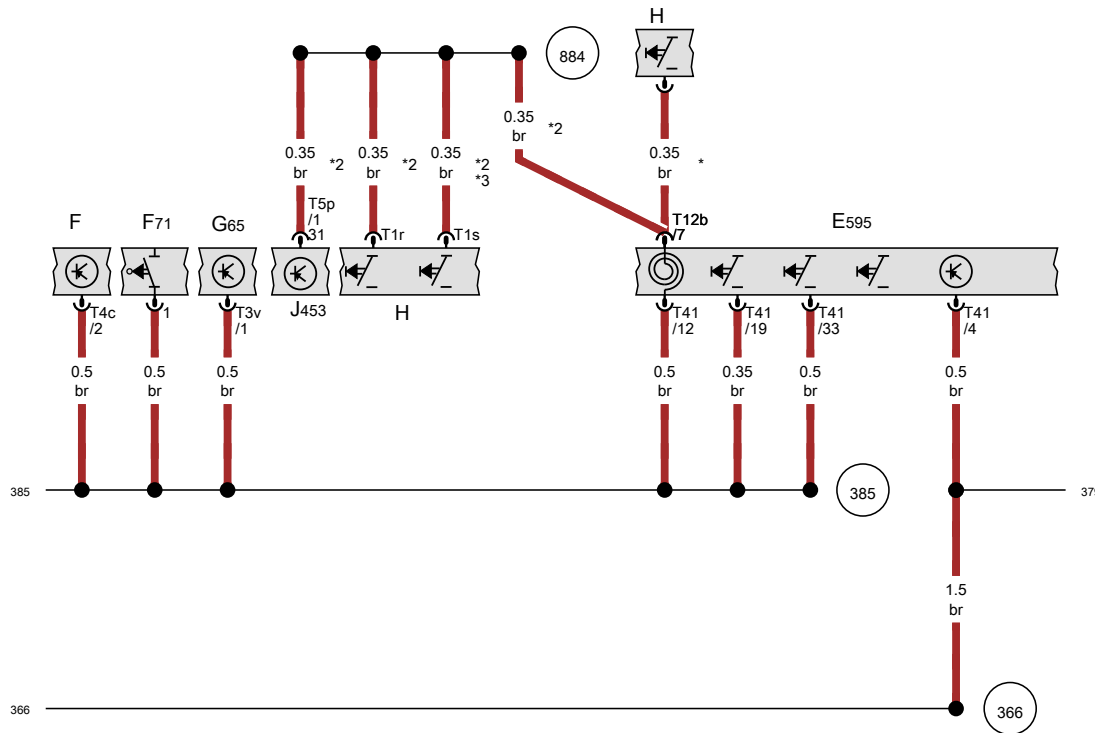 H
884
0.35
br
*2
0.35
br
*2
0.35
br
*2
0.35
br
*2
*3
0.35
br
*
F
F71
G65
T5p
/1
31
T1r
T1s
T12b
/7
E595
J453
H
T4c
/2
1
T3v
/1
T41
/12
T41
/19
T41
/33
T41
/4
0.5
br
0.5
br
0.5
br
0.5
br
0.35
br
0.5
br
0.5
br
385
385
379
1.5
br
366
366